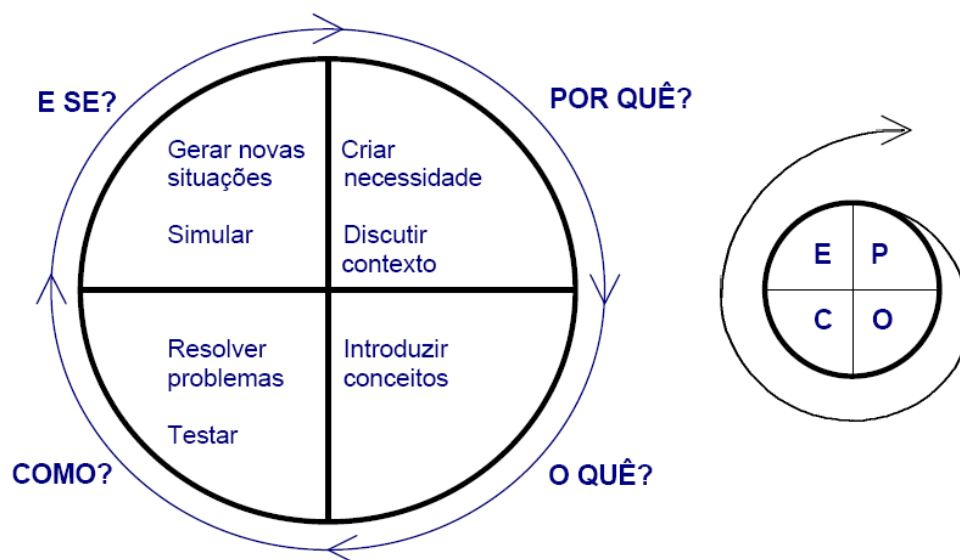 E SE?
POR QUÊ?
Gerar novas
situações
Simular
Criar
necessidade
Discutir
contexto
Resolver
problemas
Testar
Introduzir
conceitos
COMO?
O QUÊ?
E P
C O